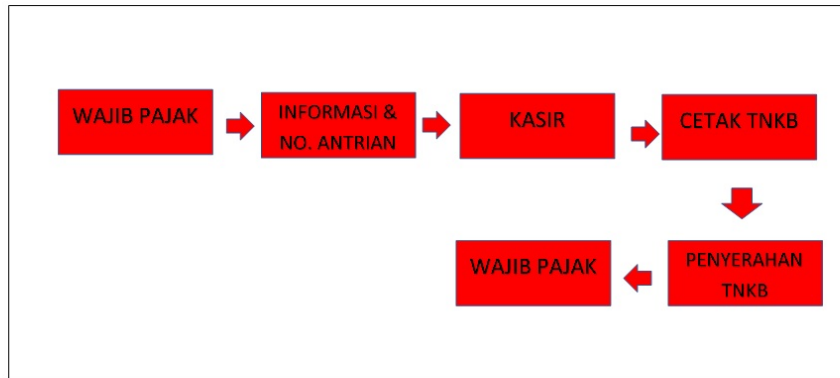 WAJIB PAJAK
INFORMASI &
NO. ANTRIAN
KASIR
CETAK TNKB
PENYERAHAN
TNKB
WAJIB PAJAK